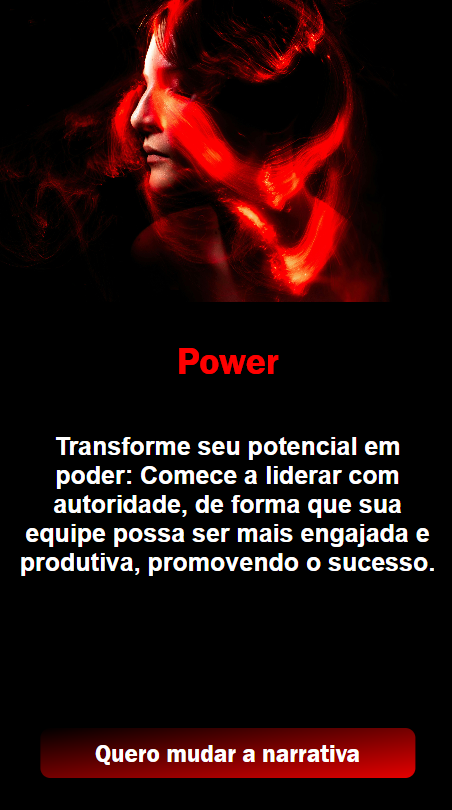 Power
Transforme seu potencial em
poder: Comece a liderar com
autoridade, de forma que sua
equipe possa ser mais engajada e
produtiva, promovendo o sucesso.
Quero mudar a narrativa